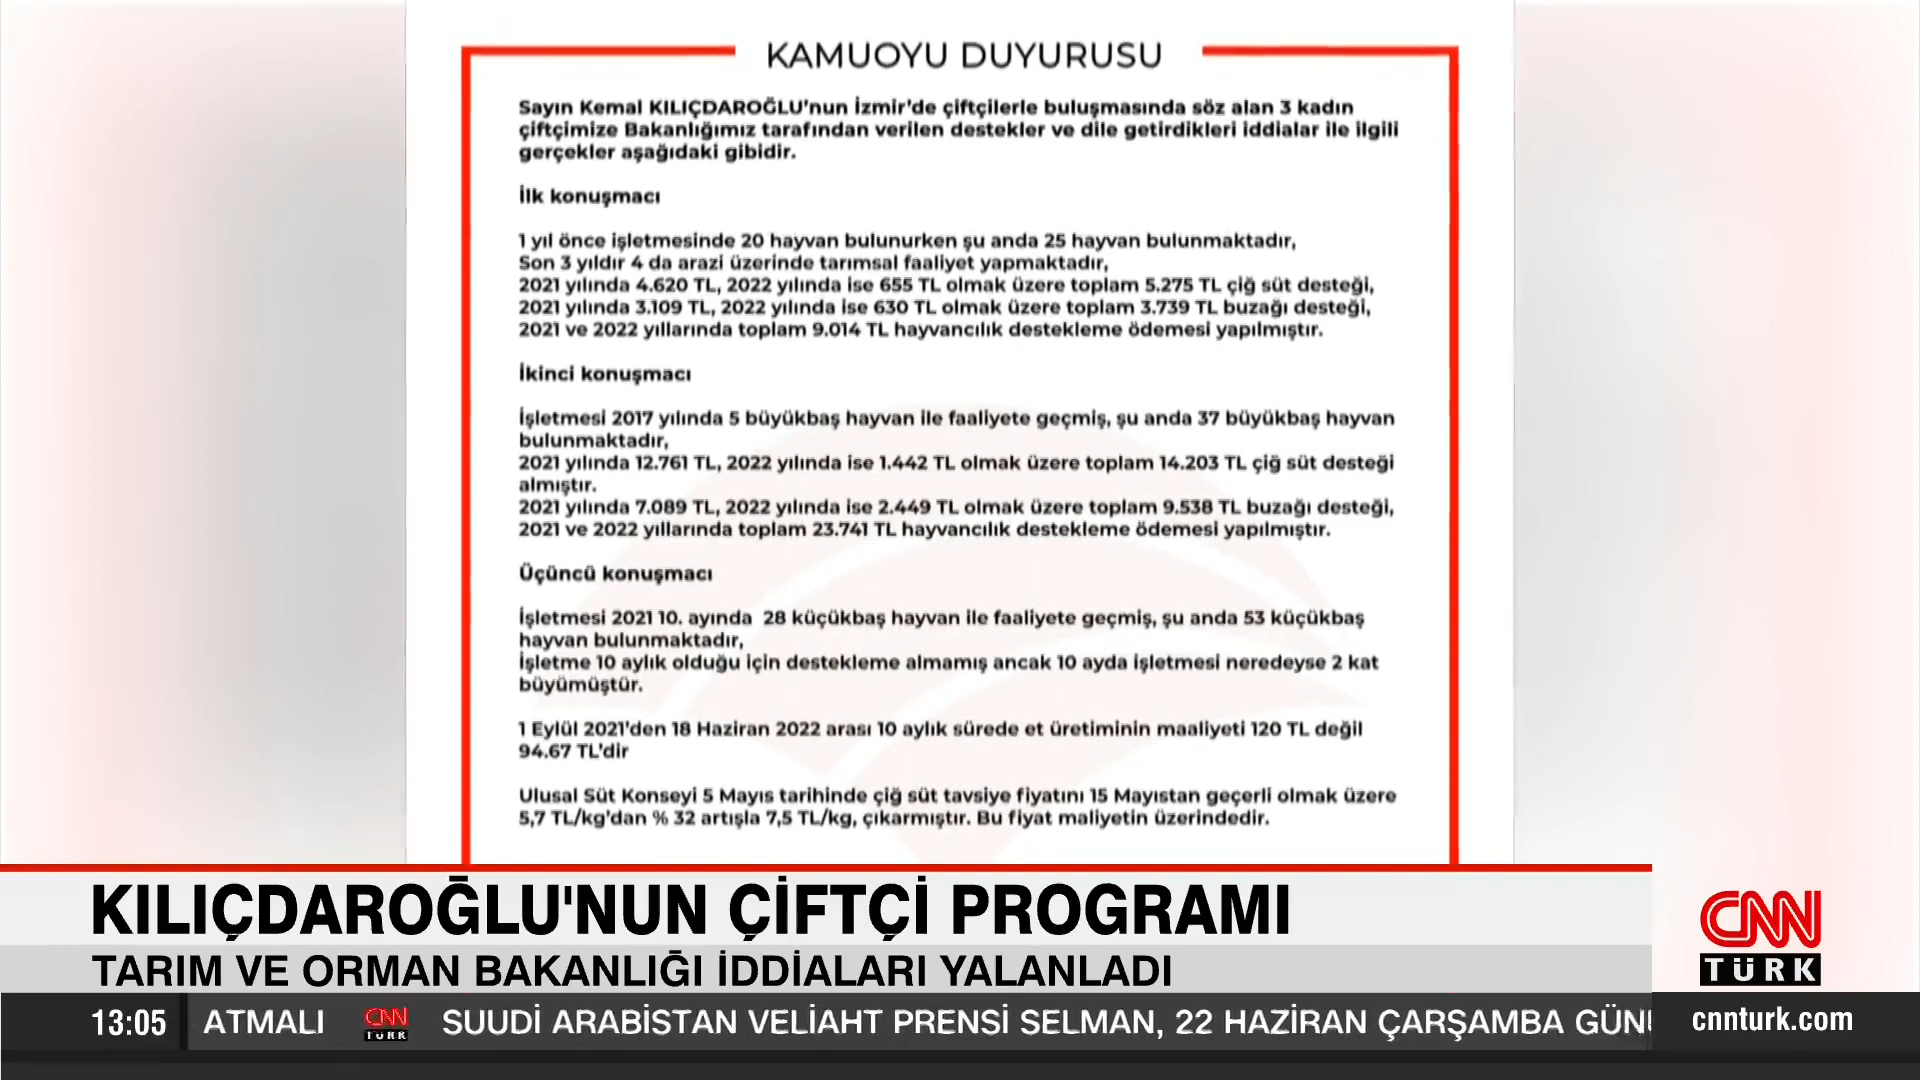 KAMUOYU DUYURUSU
Sayın Kemal KILIÇDAROĞLU'nun İzmir'de çiftçilerle buluşmasında söz alan 3 kadın
çiftçimize Bakanlığımız tarafından verilen destekler ve dile getirdikleri iddialar ile ilgili
gerçekler aşağıdaki gibidir.
İlk konuşmacı
1 yıl önce işletmesinde 20 hayvan bulunurken şu anda 25 hayvan bulunmaktadır,
Son 3 yıldır 4 da arazi üzerinde tarımsal faaliyet yapmaktadır,
2021 yılında 4.620 TL, 2022 yılında ise 655 TL olmak üzere toplam 5.275 TL çiğ süt desteği,
2021 yılında 3.109 TL, 2022 yılında ise 630 TL olmak üzere toplam 3.739 TL buzağı desteği,
2021 ve 2022 yıllarında toplam 9.014 TL hayvancılık destekleme ödemesi yapılmıştır.
İkinci konuşmacı
İşletmesi 2017 yılında 5 büyükbaş hayvan ile faaliyete geçmiş, şu anda 37 büyükbaş hayvan
bulunmaktadır,
2021 yılında 12.761 TL, 2022 yılında ise 1.442 TL olmak üzere toplam 14.203 TL çiğ süt desteği
almıştır.
2021 yılında 7.089 TL, 2022 yılında ise 2.449 TL olmak üzere toplam 9.538 TL buzağı desteği,
2021 ve 2022 yıllarında toplam 23.741 TL hayvancılık destekleme ödemesi yapılmıştır.
Üçüncü konuşmacı
İşletmesi 2021 10. ayında 28 küçükbaş hayvan ile faaliyete geçmiş, şu anda 53 küçükbaş
hayvan bulunmaktadır,
İşletme 10 aylık olduğu için destekleme almamış ancak 10 ayda işletmesi neredeyse 2 kat
büyümüştür.
1 Eylül 2021'den 18 Haziran 2022 arası 10 aylık sürede et üretiminin maaliyeti 120 TL değil
94.67 TL'dir
Ulusal Süt Konseyi 5 Mayıs tarihinde çiğ süt tavsiye fiyatını 15 Mayıstan geçerli olmak üzere
5,7 TL/kg'dan % 32 artışla 7,5 TL/kg, çıkarmıştır. Bu fiyat maliyetin üzerindedir.
KILIÇDAROĞLU'NUN ÇİFTÇİ PROGRAMI
TARIM VE ORMAN BAKANLIĞI İDDİALARI YALANLADI
CNN
TÜRK
13:05 ATMALI CNN TÜRK SUUDİ ARABİSTAN VELİAHT PRENSİ SELMAN, 22 HAZİRAN ÇARŞAMBA GÜN
cnnturk.com